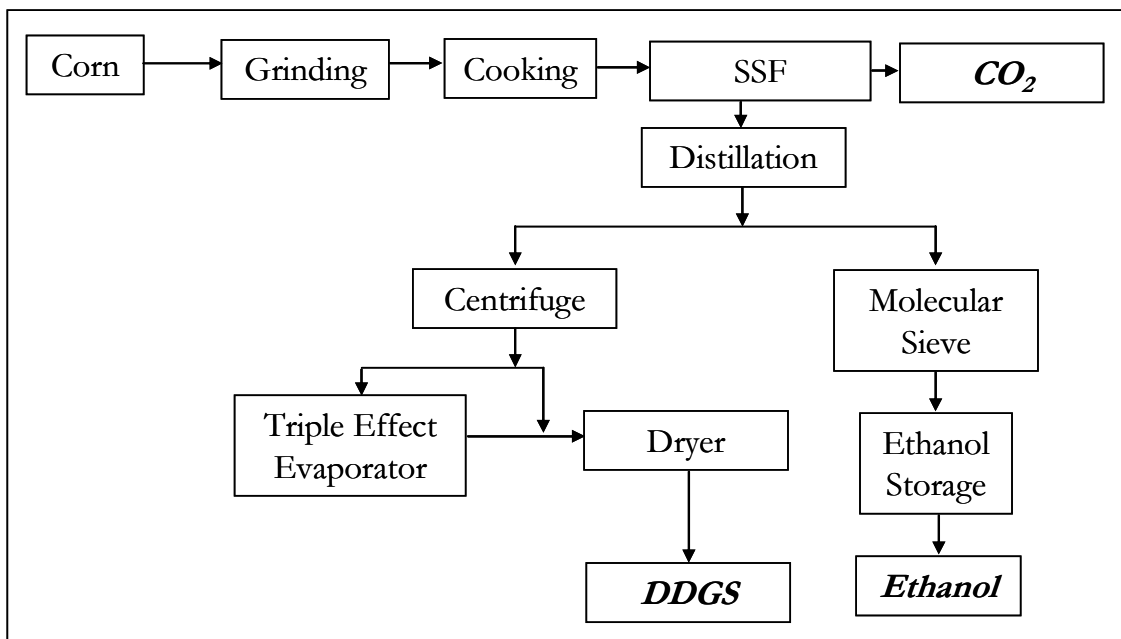 Corn
Grinding
Cooking
SSF
CO2
Distillation
Centrifuge
Molecular
Sieve
Triple Effect
Evaporator
Dryer
Ethanol
Storage
DDGS
Ethanol